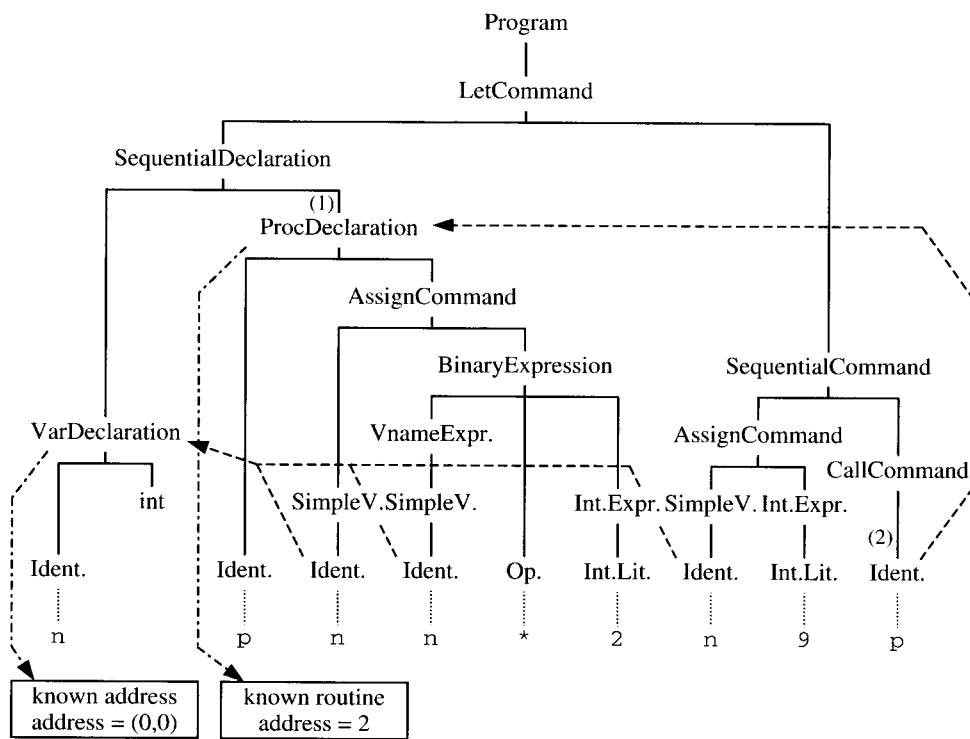 Program
LetCommand
SequentialDeclaration
(1)
ProcDeclaration
AssignCommand
BinaryExpression
SequentialCommand
VarDeclaration
VnameExpr.
AssignCommand
CallCommand
int
SimpleV.
SimpleV.
Int.Expr.
SimpleV.
Int.Expr.
(2)
Ident.
Ident.
Ident.
Ident.
Op.
Int.Lit.
Ident.
Int.Lit.
Ident.
n
p
n
n
*
2
n
9
p
known address
address = (0,0)
known routine
address = 2